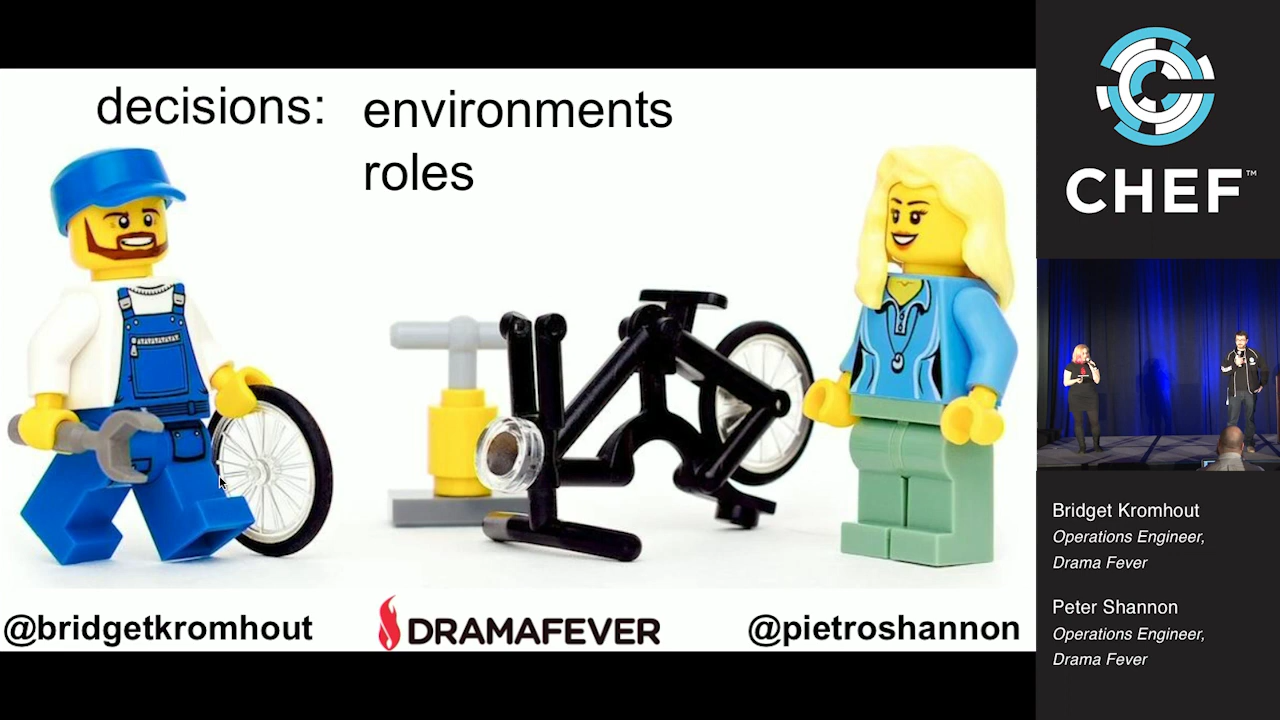 decisions:
environments
roles
@bridgetkromhout
DRAMAFEVER
@pietroshannon
CHEF™
Bridget Kromhout
Operations Engineer,
Drama Fever
Peter Shannon
Operations Engineer,
Drama Fever